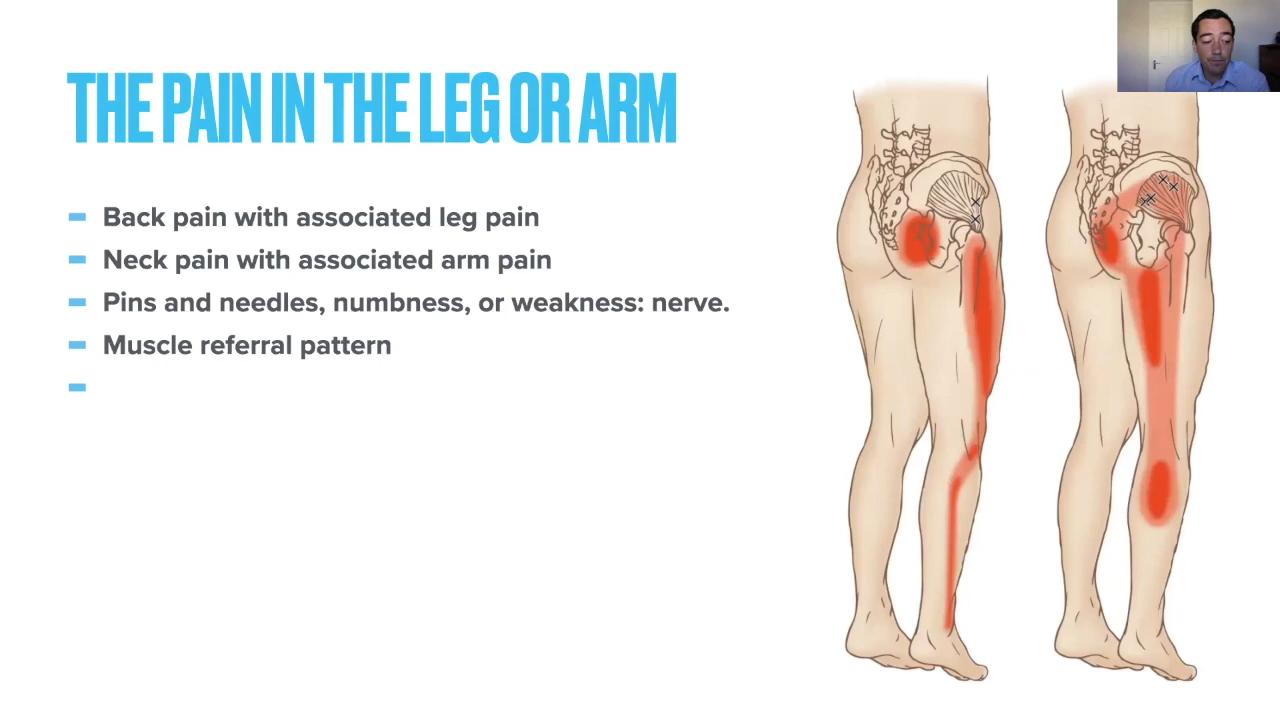 THE PAIN IN THE LEG OR ARM
Back pain with associated leg pain
Neck pain with associated arm pain
Pins and needles, numbness, or weakness: nerve.
Muscle referral pattern